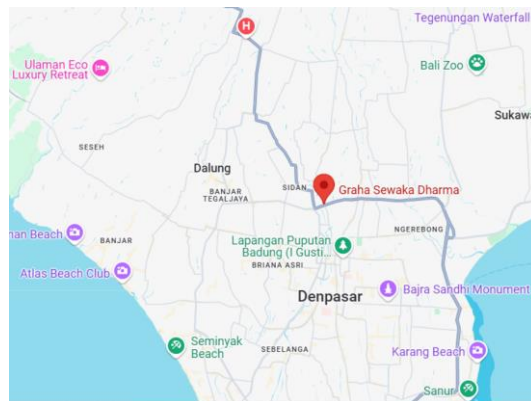 Tegenungan Waterfall
H
Ulaman Eco
Luxury Retreat
Bali Zoo
Sukawa
SESEH
Dalung
BANJAR
TEGALJAYA
SIDAN
Graha Sewaka Dharma
nan Beach
BANJAR
NGEREBONG
Lapangan Puputan
Badung (I Gusti...
BRIANA ASRI
Atlas Beach Club
Denpasar
Bajra Sandhi Monument
Seminyak
Beach
SEBELANGA
Karang Beach
Sanur